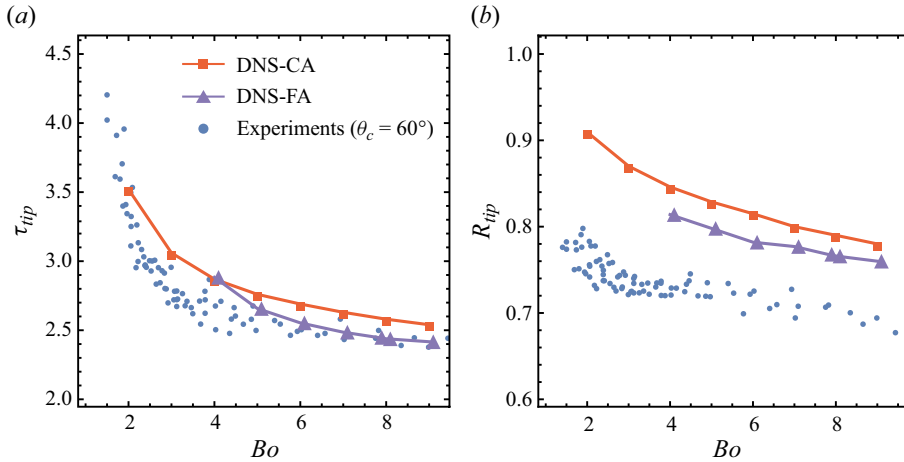 (a)
4.5
4.0
3.5
3.0
2.5
2.0
τtip
2
4
6
8
Bo
DNS-CA
DNS-FA
Experiments (θc = 60°)
(b)
1.0
0.9
0.8
0.7
0.6
Rtip
2
4
6
8
Bo